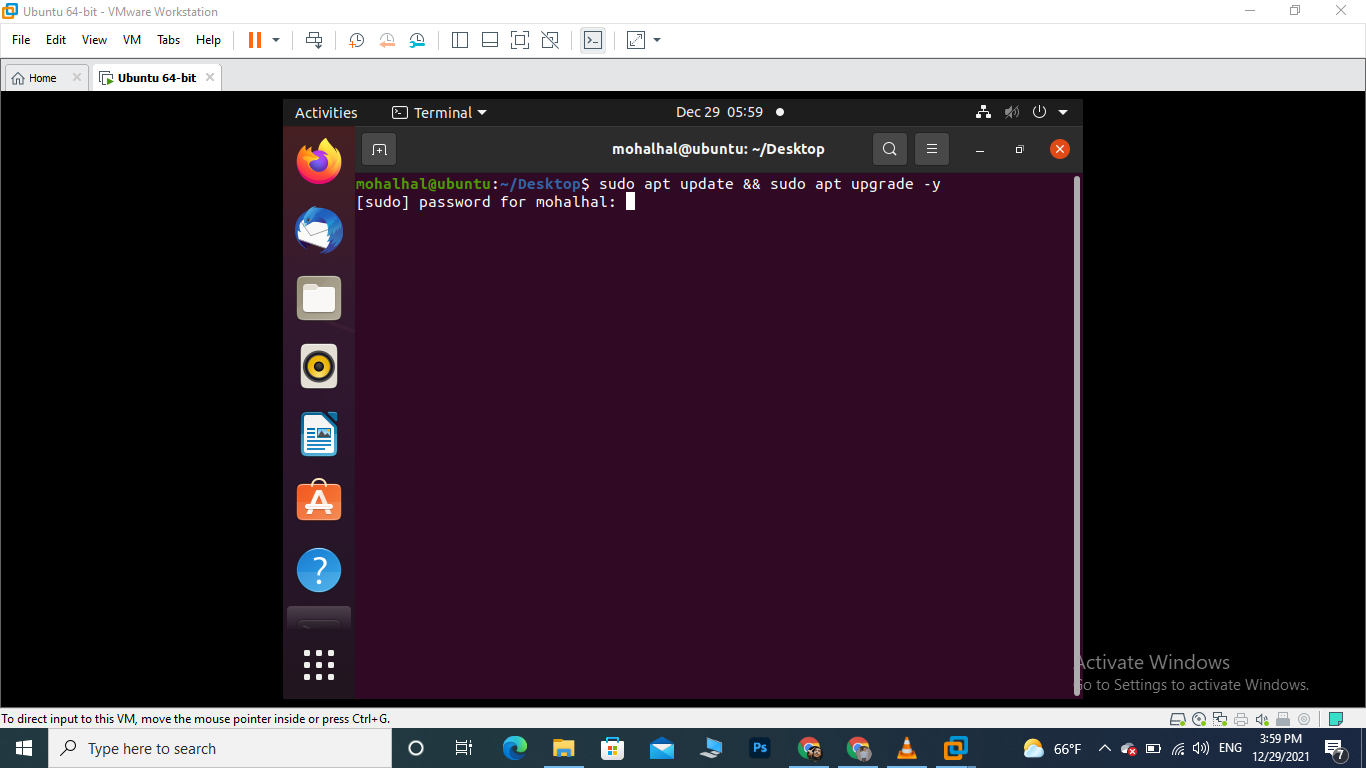 Ubuntu 64-bit - VMware Workstation
File Edit View VM Tabs Help
Home Ubuntu 64-bit
Activities Terminal Dec 29 05:59
mohalhal@ubuntu: ~/Desktop
mohalhal@ubuntu:~/Desktop$ sudo apt update && sudo apt upgrade -y
[sudo] password for mohalhal:
Activate Windows
Go to Settings to activate Windows.
To direct input to this VM, move the mouse pointer inside or press Ctrl+G.
Type here to search
Ps
66°F
ENG
3:59 PM
12/29/2021
7